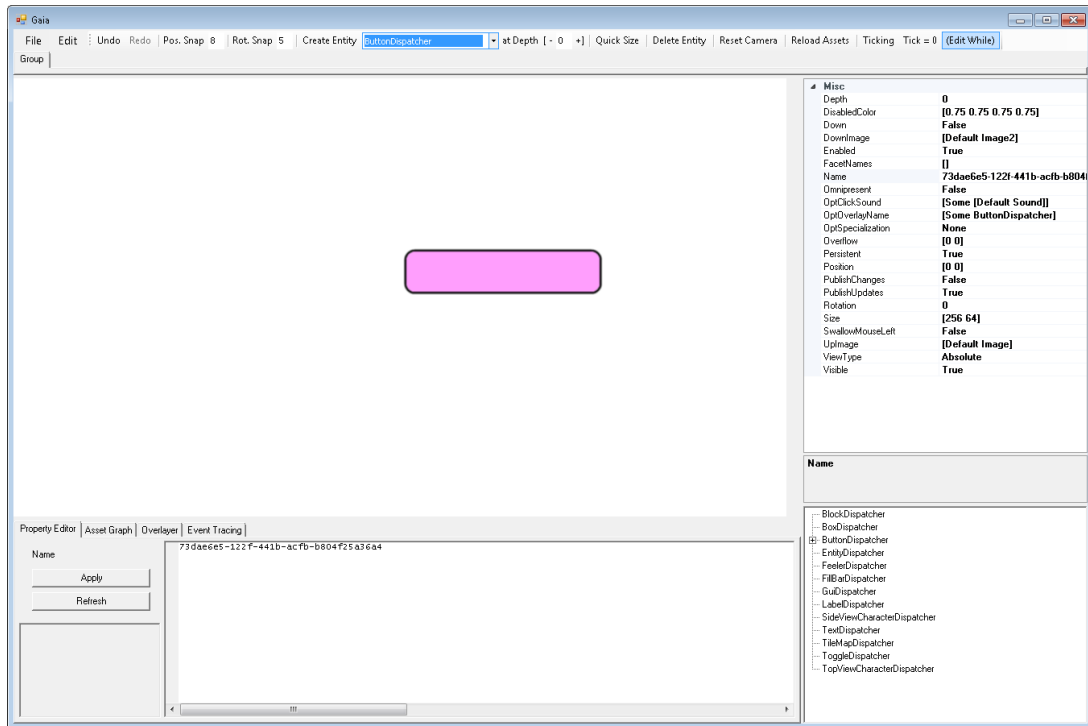 Gaia
File Edit Undo Redo Pos. Snap 8 Rot. Snap 5 Create Entity ButtonDispatcher at Depth [ - 0 +] Quick Size Delete Entity Reset Camera Reload Assets Ticking Tick = 0 (Edit While)
Group
Misc
Depth 0
DisabledColor [0.75 0.75 0.75 0.75]
Down False
DownImage [Default Image2]
Enabled True
FacetNames []
Name 73dae6e5-122f-441b-acfb-b804f
Omnipresent False
OptClickSound [Some [Default Sound]]
OptOverlayName [Some ButtonDispatcher]
OptSpecialization None
Overflow [0 0]
Persistent True
Position [0 0]
PublishChanges False
PublishUpdates True
Rotation 0
Size [256 64]
SwallowMouseLeft False
UpImage [Default Image]
ViewType Absolute
Visible True
Name
Property Editor Asset Graph Overlayer Event Tracing
Name
Apply
Refresh
73dae6e5-122f-441b-acfb-b804f25a36a4
BlockDispatcher
BoxDispatcher
ButtonDispatcher
EntityDispatcher
FeelerDispatcher
FillBarDispatcher
GuiDispatcher
LabelDispatcher
SideViewCharacterDispatcher
TextDispatcher
TileMapDispatcher
ToggleDispatcher
TopViewCharacterDispatcher